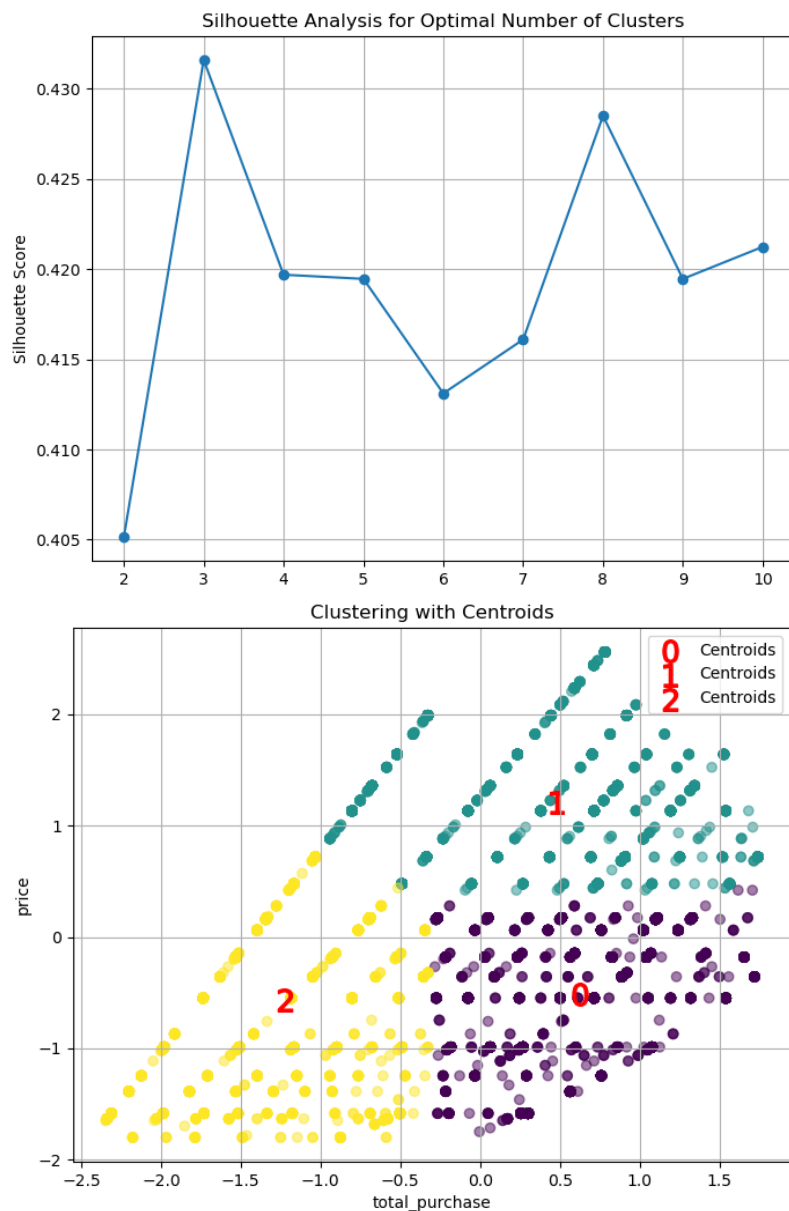 Silhouette Analysis for Optimal Number of Clusters
0.430
0.425
0.420
0.415
0.410
0.405
Silhouette Score
2 3 4 5 6 7 8 9 10
Clustering with Centroids
0 Centroids
1 Centroids
2 Centroids
2
1
0
−1
−2
price
1
0
2
−2.5 −2.0 −1.5 −1.0 −0.5 0.0 0.5 1.0 1.5
total_purchase